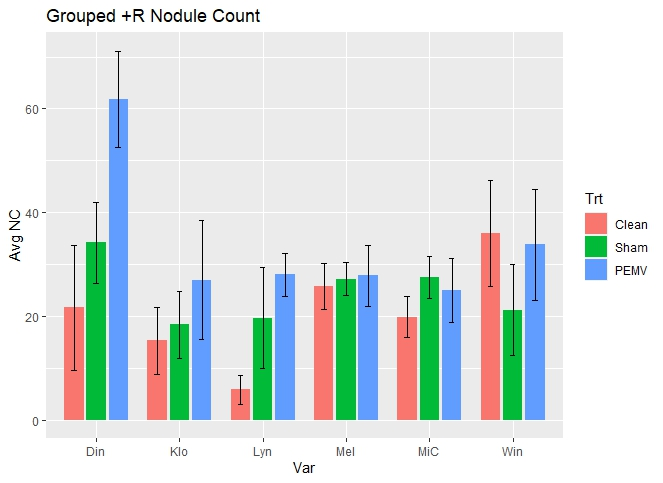 Grouped +R Nodule Count
Avg NC
60
40
20
0
Din Klo Lyn Mel MiC Win
Var
Trt
Clean
Sham
PEMV